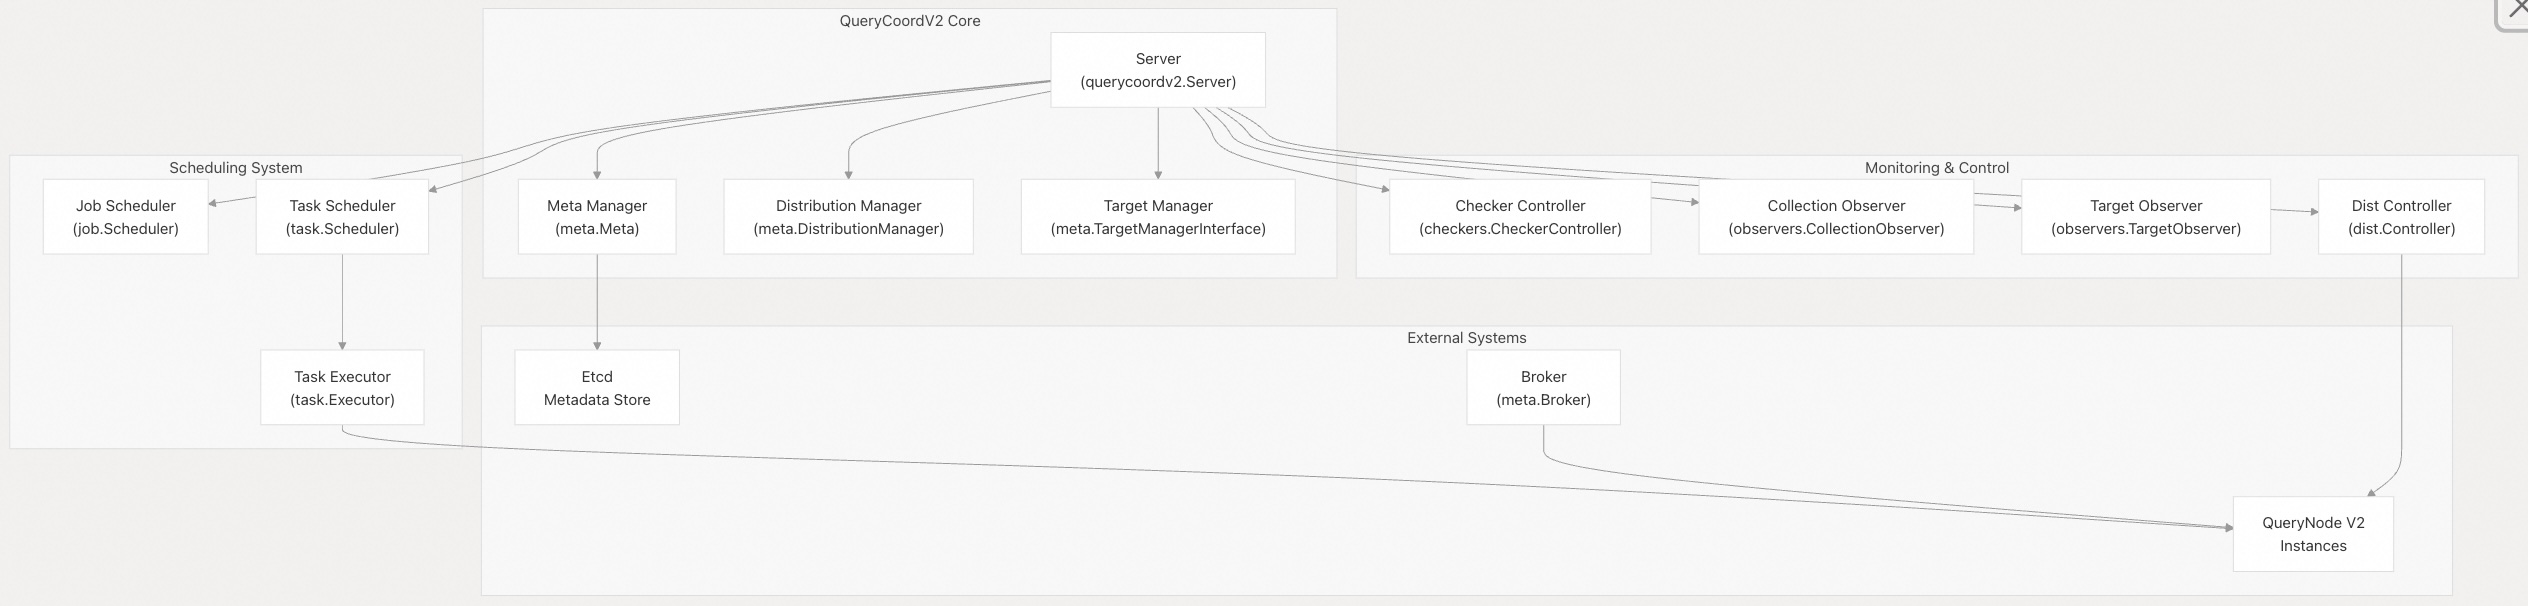 QueryCoordV2 Core
Server
(querycoordv2.Server)
Scheduling System
Job Scheduler
(job.Scheduler)
Task Scheduler
(task.Scheduler)
Meta Manager
(meta.Meta)
Distribution Manager
(meta.DistributionManager)
Target Manager
(meta.TargetManagerInterface)
Monitoring & Control
Checker Controller
(checkers.CheckerController)
Collection Observer
(observers.CollectionObserver)
Target Observer
(observers.TargetObserver)
Dist Controller
(dist.Controller)
Task Executor
(task.Executor)
External Systems
Etcd
Metadata Store
Broker
(meta.Broker)
QueryNode V2
Instances